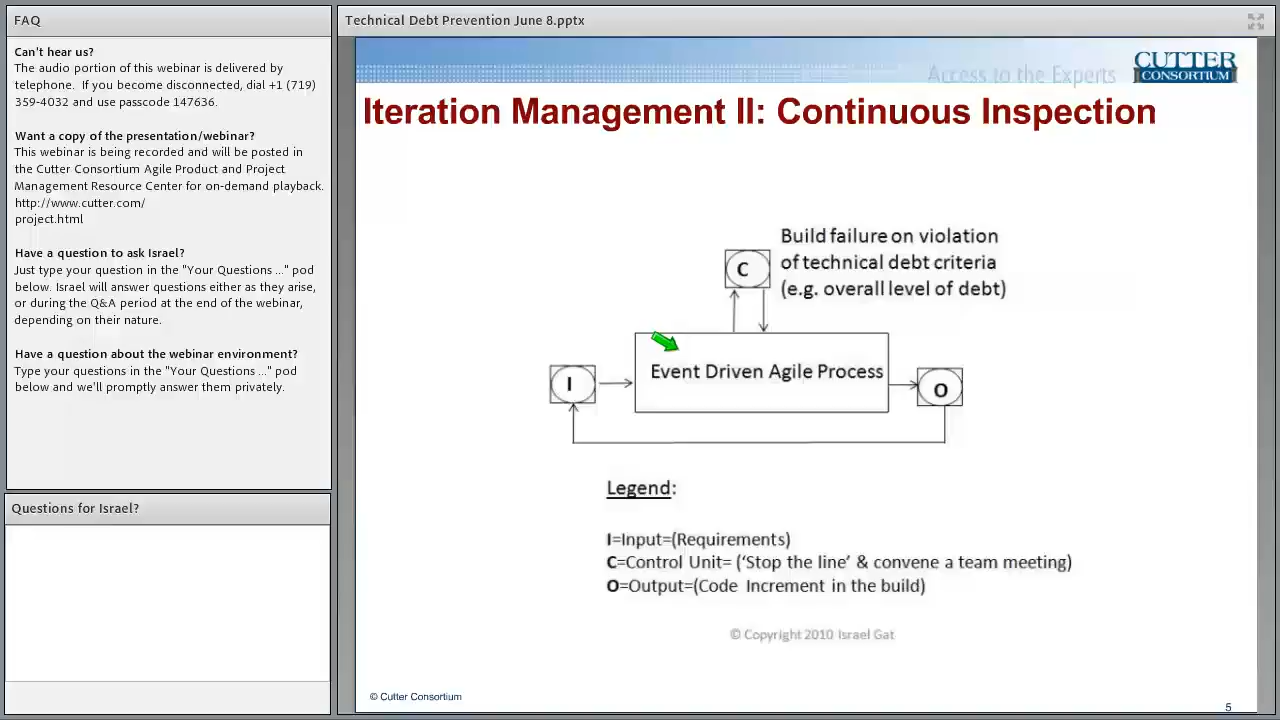 FAQ
Can't hear us?
The audio portion of this webinar is delivered by
telephone. If you become disconnected, dial +1 (719)
359-4032 and use passcode 147636.
Want a copy of the presentation/webinar?
This webinar is being recorded and will be posted in
the Cutter Consortium Agile Product and Project
Management Resource Center for on-demand playback.
http://www.cutter.com/
project.html
Have a question to ask Israel?
Just type your question in the "Your Questions ..." pod
below. Israel will answer questions either as they arise,
or during the Q&A period at the end of the webinar,
depending on their nature.
Have a question about the webinar environment?
Type your questions in the "Your Questions ..." pod
below and we'll promptly answer them privately.
Questions for Israel?
Technical Debt Prevention June 8.pptx
Access to the Experts
CUTTER
CONSORTIUM
Iteration Management II: Continuous Inspection
Build failure on violation
of technical debt criteria
(e.g. overall level of debt)
C
Event Driven Agile Process
I
O
Legend:
I=Input=(Requirements)
C=Control Unit= (‘Stop the line’ & convene a team meeting)
O=Output=(Code Increment in the build)
© Copyright 2010 Israel Gat
© Cutter Consortium
5